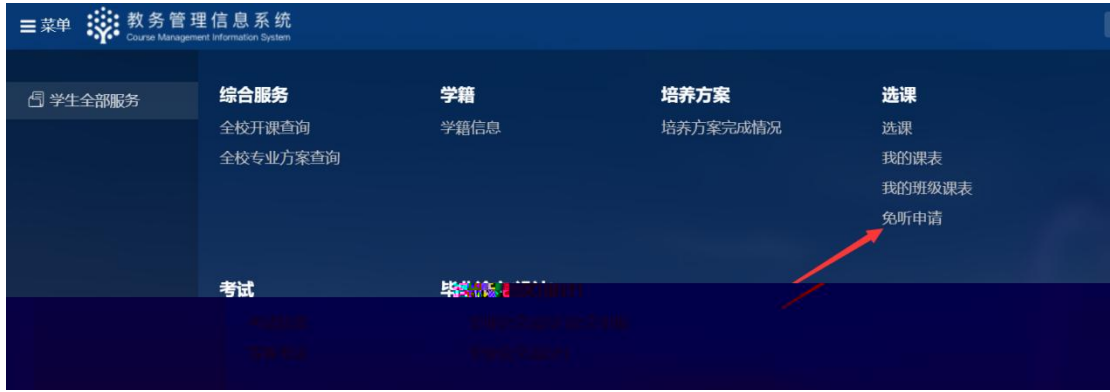 菜单
教务管理信息系统
Course Management Information System
学生全部服务
综合服务
全校开课查询
全校专业方案查询
学籍
学籍信息
培养方案
培养方案完成情况
选课
选课
我的课表
我的班级课表
免听申请
考试